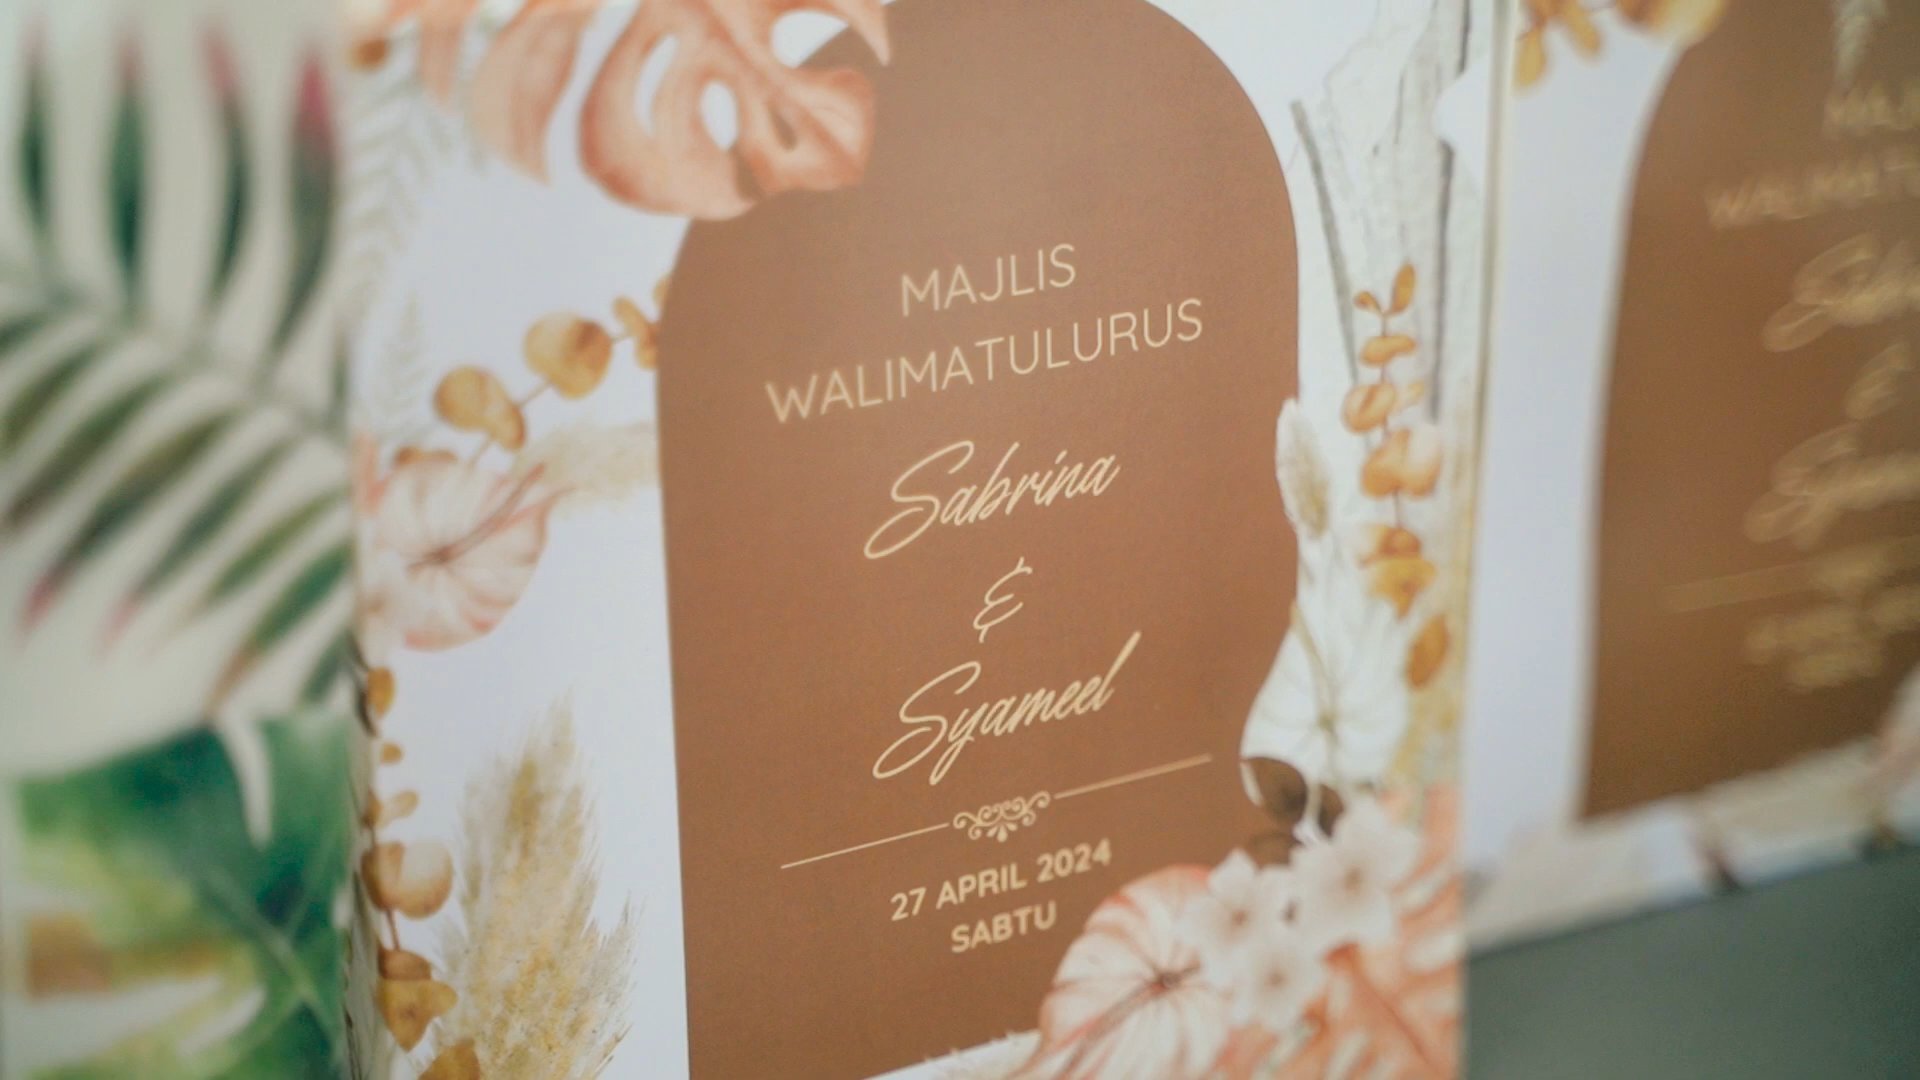 MAJLIS
WALIMATULURUS
Sabrina
&
Syameel
27 APRIL 2024
SABTU